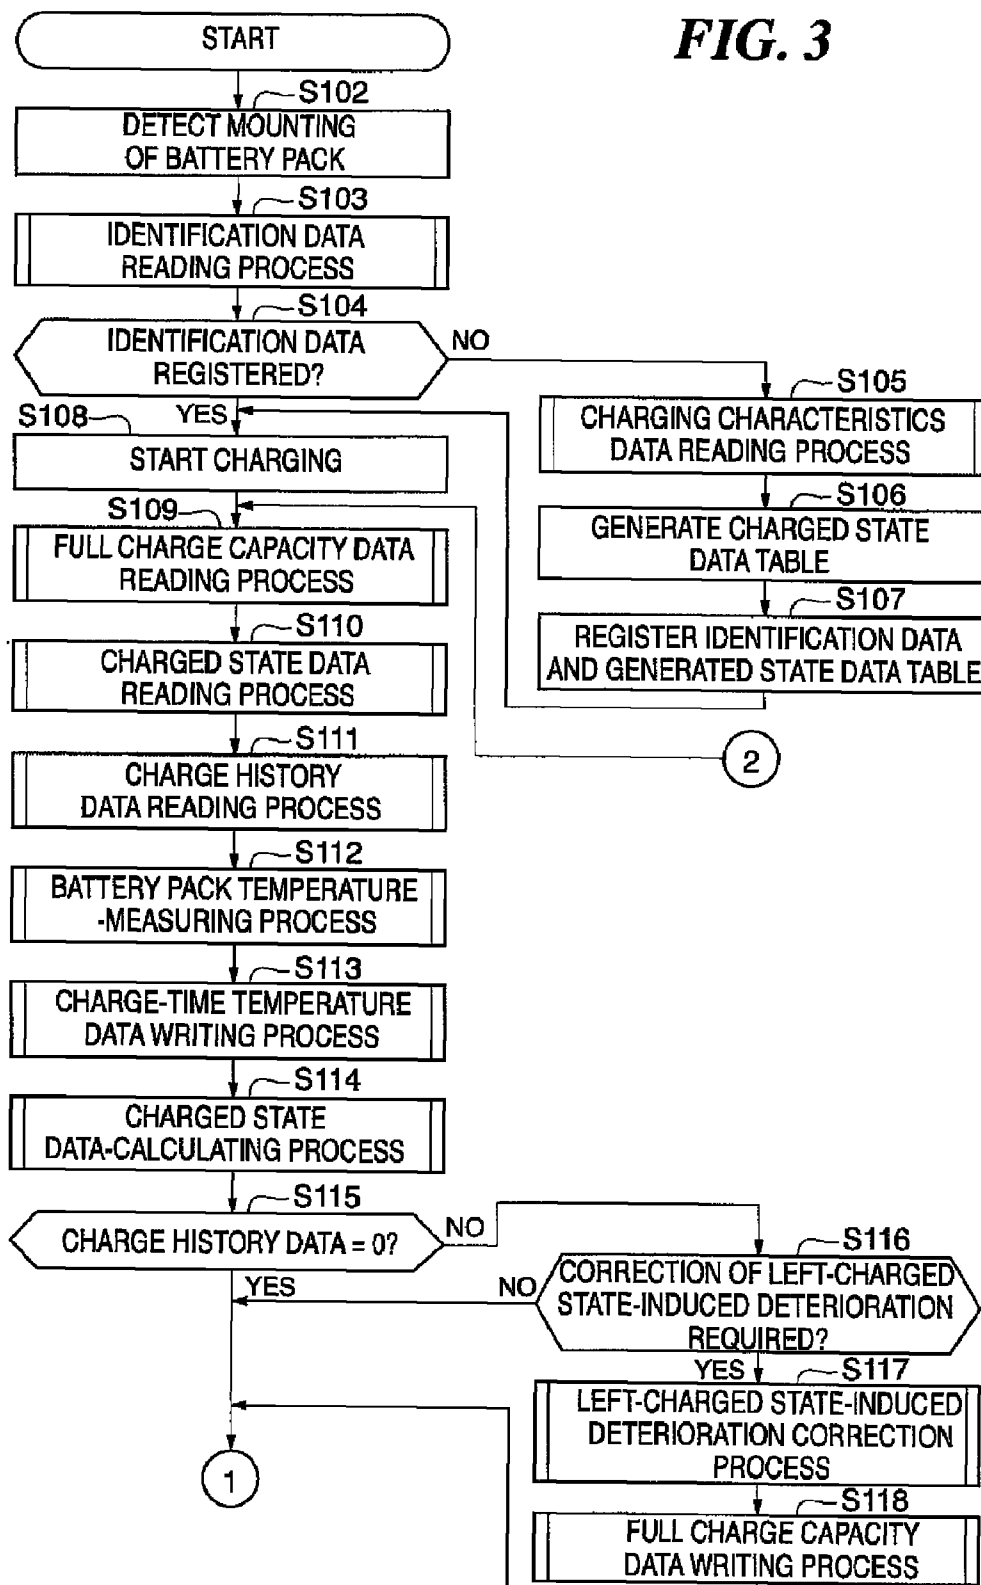 FIG. 3
START
S102
DETECT MOUNTING
OF BATTERY PACK
S103
IDENTIFICATION DATA
READING PROCESS
S104
IDENTIFICATION DATA
REGISTERED?
NO
YES
S105
CHARGING CHARACTERISTICS
DATA READING PROCESS
S106
GENERATE CHARGED STATE
DATA TABLE
S107
REGISTER IDENTIFICATION DATA
AND GENERATED STATE DATA TABLE
S108
START CHARGING
S109
FULL CHARGE CAPACITY DATA
READING PROCESS
S110
CHARGED STATE DATA
READING PROCESS
2
S111
CHARGE HISTORY
DATA READING PROCESS
S112
BATTERY PACK TEMPERATURE
-MEASURING PROCESS
S113
CHARGE-TIME TEMPERATURE
DATA WRITING PROCESS
S114
CHARGED STATE
DATA-CALCULATING PROCESS
S115
CHARGE HISTORY DATA = 0?
NO
YES
S116
CORRECTION OF LEFT-CHARGED
STATE-INDUCED DETERIORATION
REQUIRED?
NO
YES
S117
LEFT-CHARGED STATE-INDUCED
DETERIORATION CORRECTION
PROCESS
1
S118
FULL CHARGE CAPACITY
DATA WRITING PROCESS